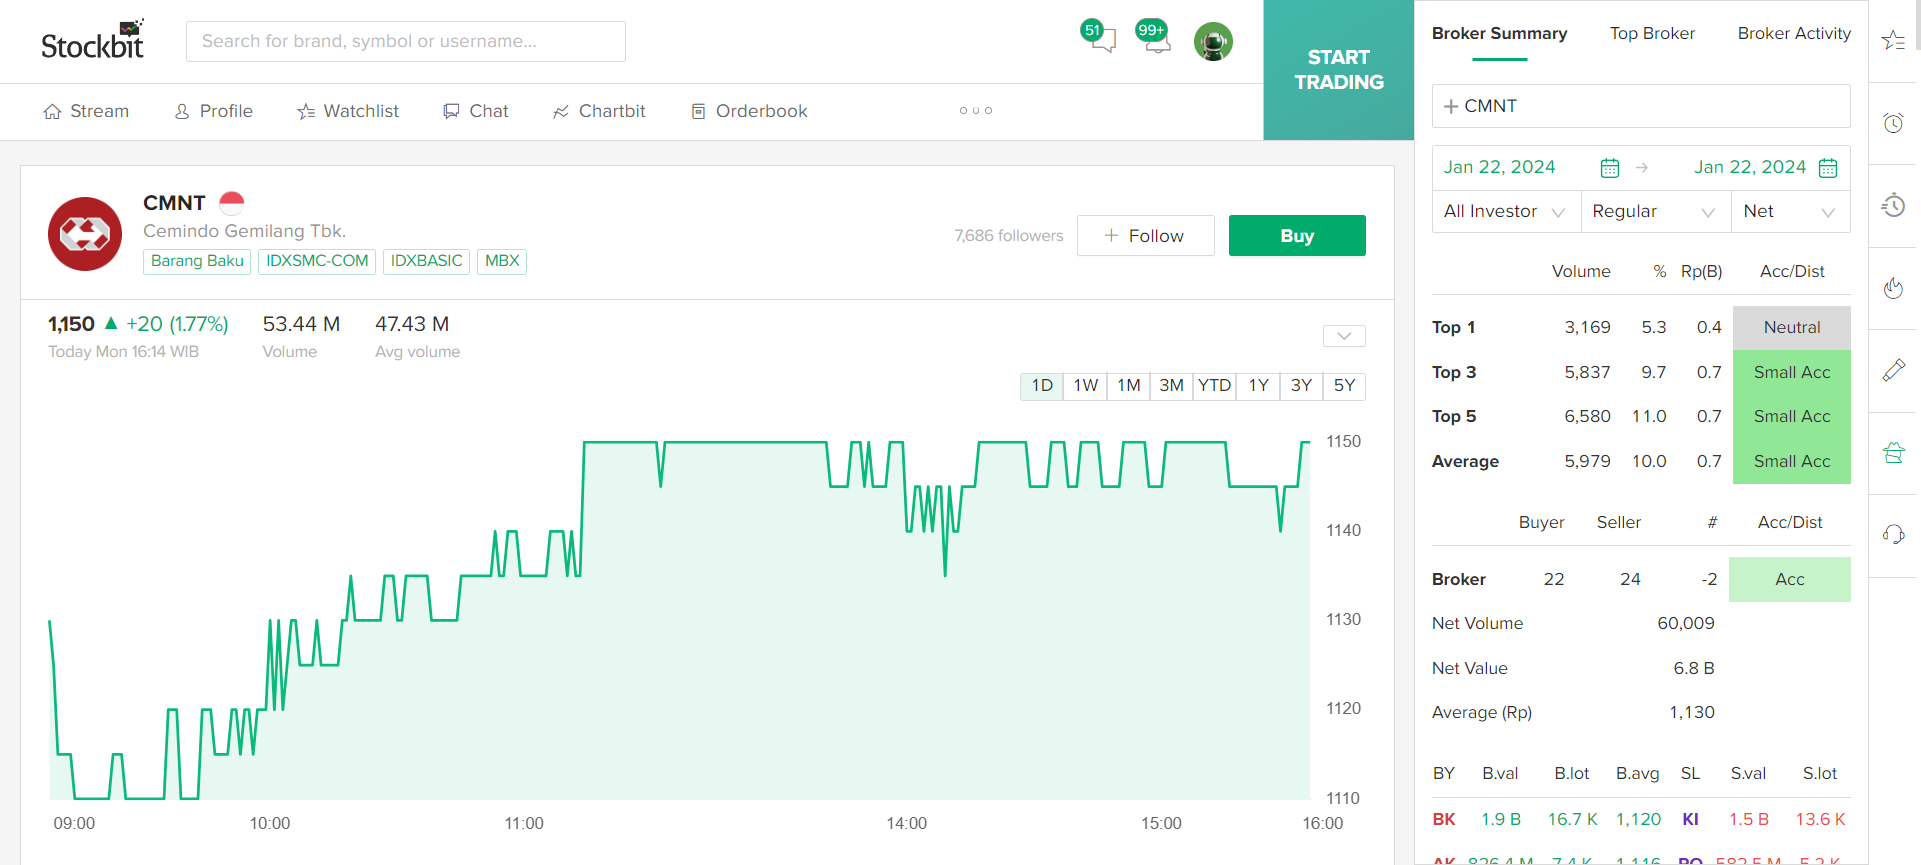 Stockbit
Search for brand, symbol or username...
51
99+
START
TRADING
Stream
Profile
Watchlist
Chat
Chartbit
Orderbook
CMNT
Cemindo Gemilang Tbk.
Barang Baku
IDXSMC-COM
IDXBASIC
MBX
7,686 followers
+ Follow
Buy
1,150 ▲ +20 (1.77%)
Today Mon 16:14 WIB
53.44 M
Volume
47.43 M
Avg volume
1D 1W 1M 3M YTD 1Y 3Y 5Y
1150
1140
1130
1120
1110
09:00 10:00 11:00 14:00 15:00 16:00
Broker Summary Top Broker Broker Activity
+ CMNT
Jan 22, 2024 → Jan 22, 2024
All Investor Regular Net
Volume % Rp(B) Acc/Dist
Top 1 3,169 5.3 0.4 Neutral
Top 3 5,837 9.7 0.7 Small Acc
Top 5 6,580 11.0 0.7 Small Acc
Average 5,979 10.0 0.7 Small Acc
Buyer Seller # Acc/Dist
Broker 22 24 -2 Acc
Net Volume 60,009
Net Value 6.8 B
Average (Rp) 1,130
BY B.val B.lot B.avg SL S.val S.lot
BK 1.9 B 16.7 K 1,120 KI 1.5 B 13.6 K